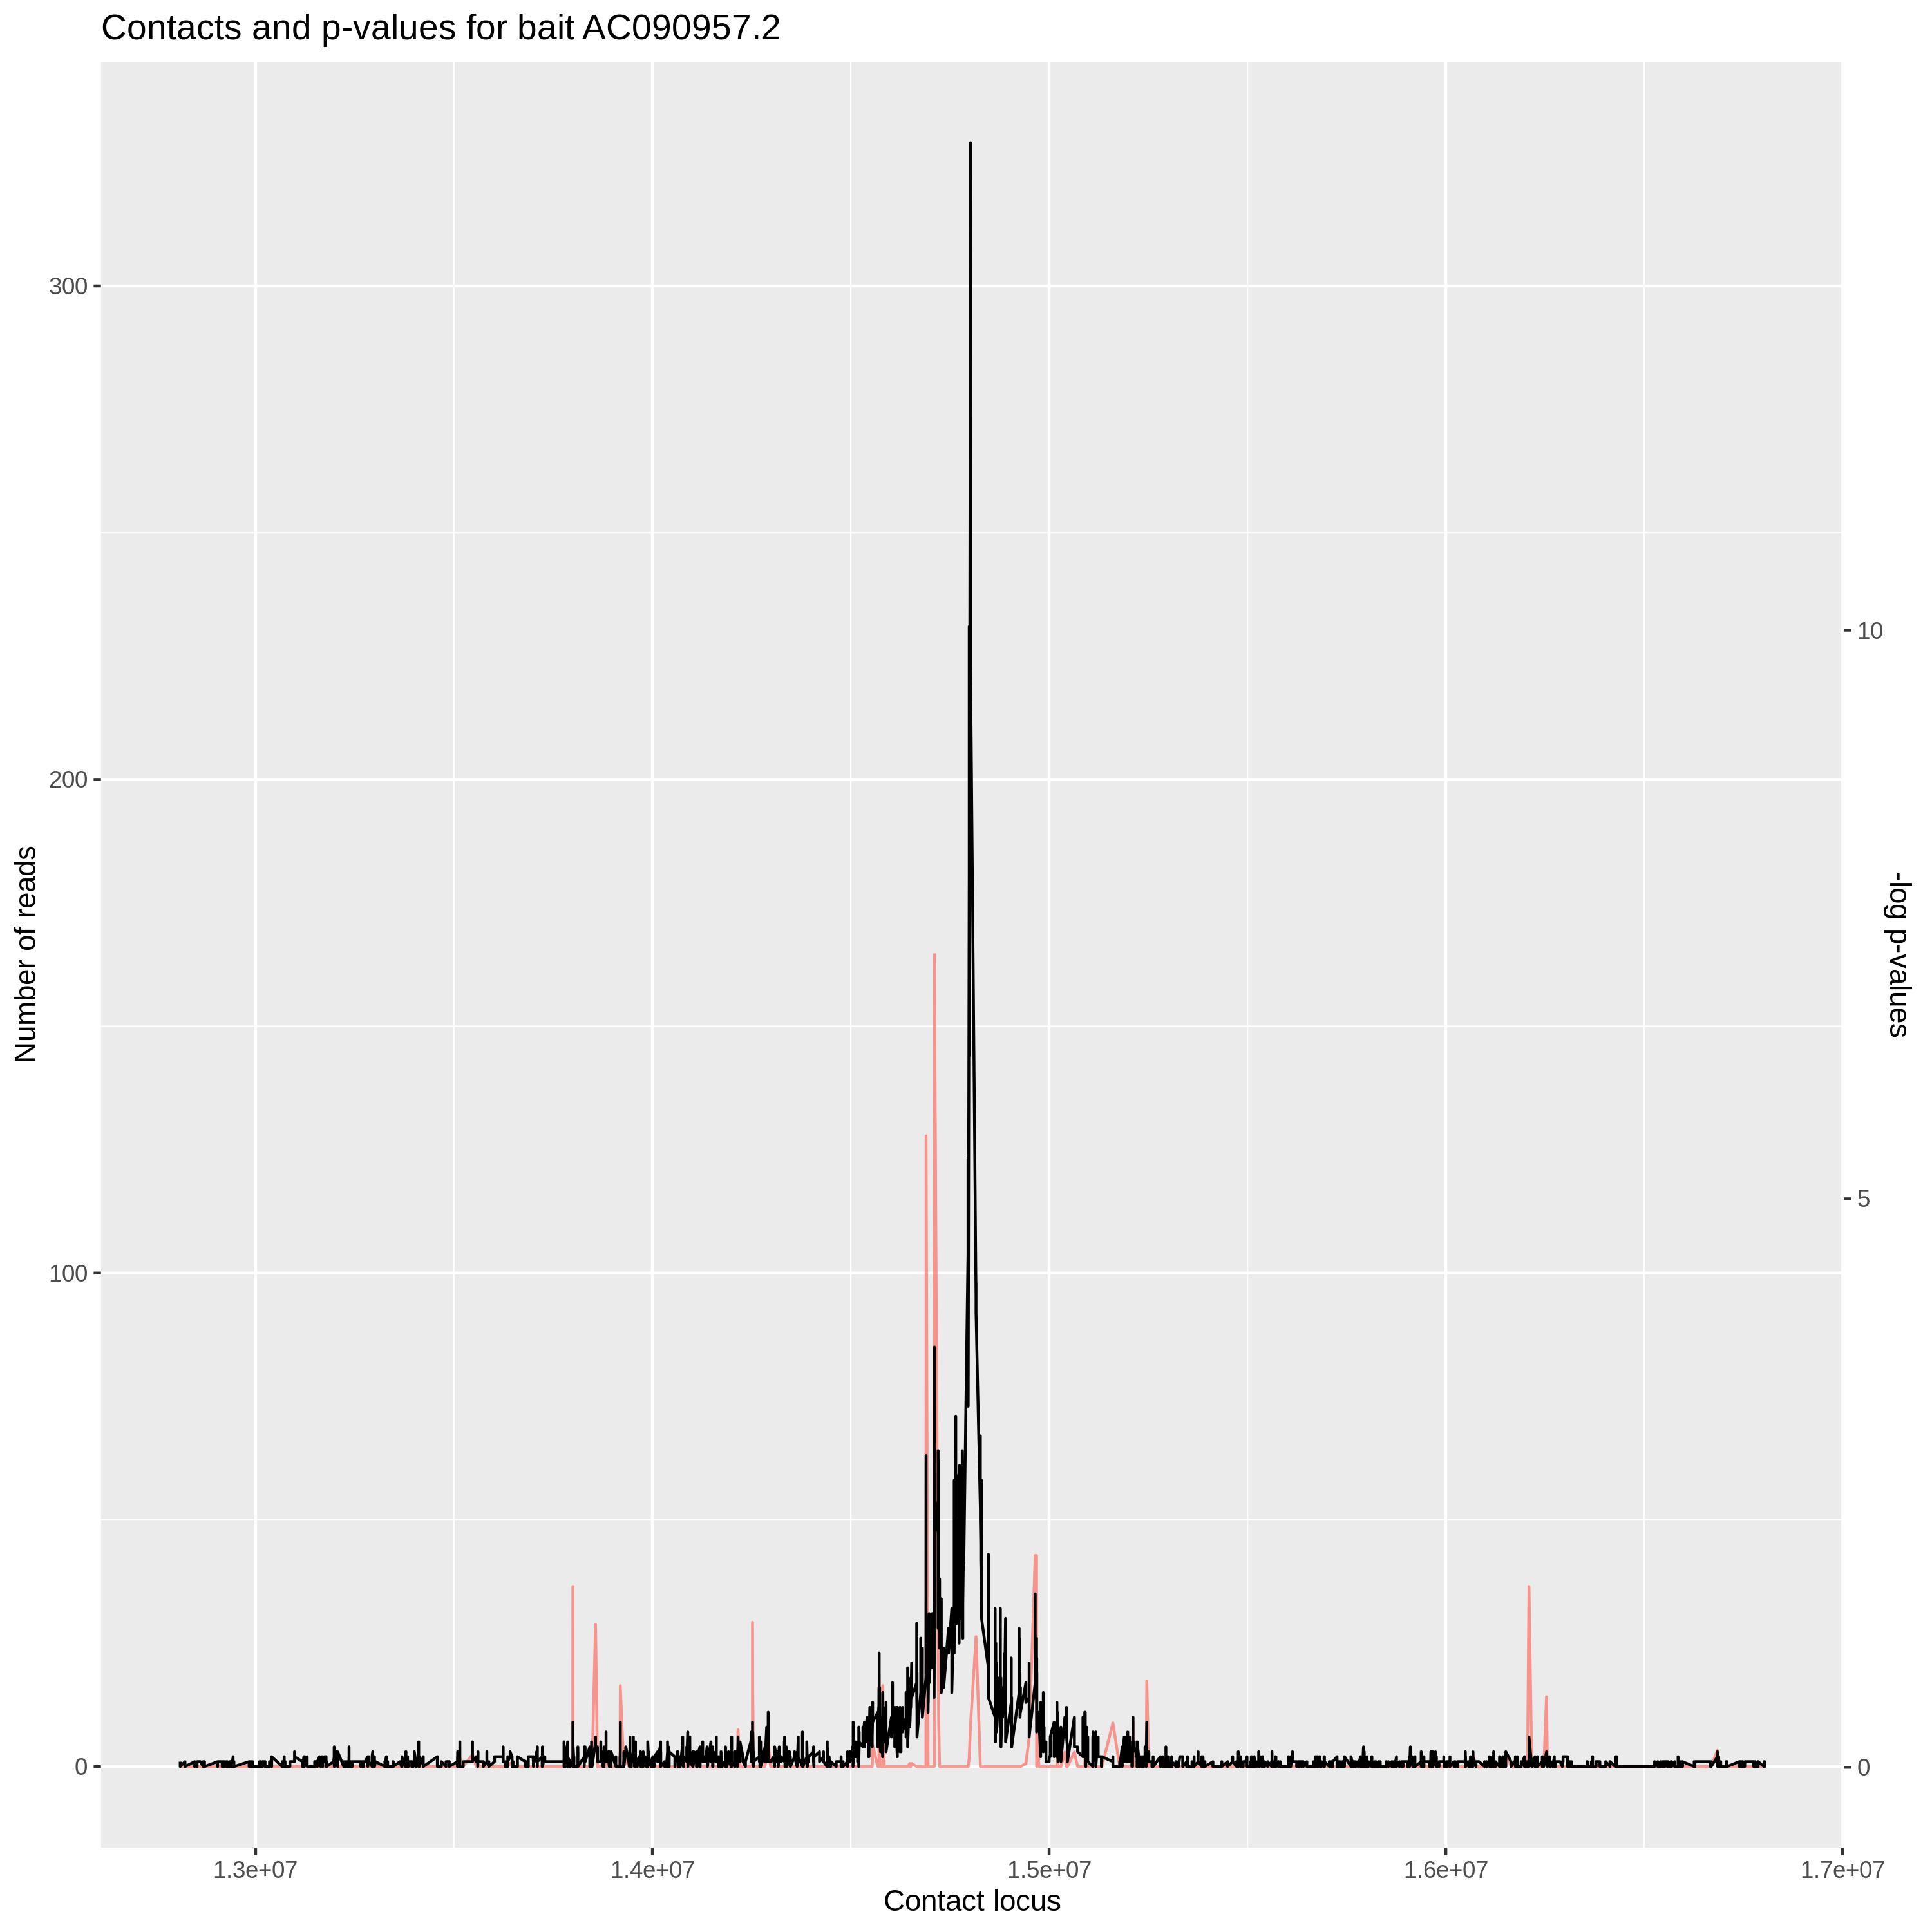 Contacts and p-values for bait AC090957.2
300
200
100
0
Number of reads
10
5
0
-log p-values
1.3e+07
1.4e+07
1.5e+07
1.6e+07
1.7e+07
Contact locus